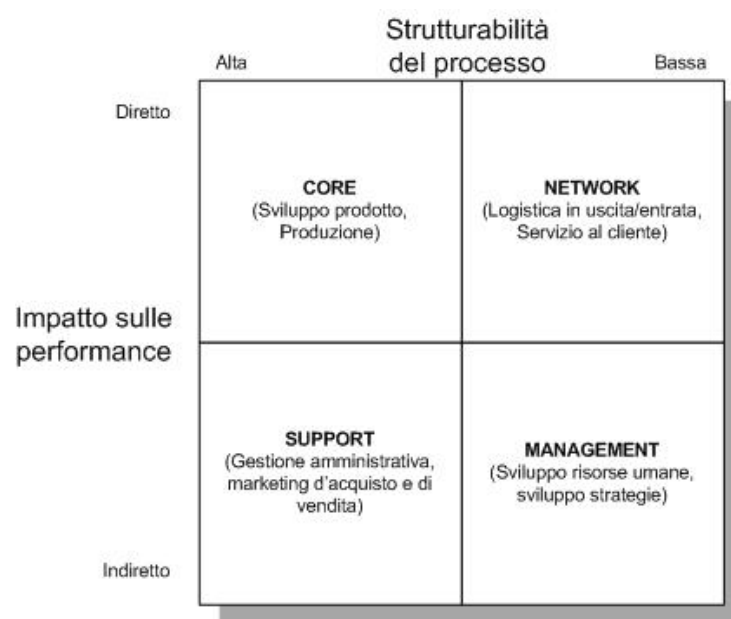 Strutturabilità
del processo
Alta
Bassa
Diretto
CORE
(Sviluppo prodotto,
Produzione)
NETWORK
(Logistica in uscita/entrata,
Servizio al cliente)
Impatto sulle
performance
SUPPORT
(Gestione amministrativa,
marketing d'acquisto e di
vendita)
MANAGEMENT
(Sviluppo risorse umane,
sviluppo strategie)
Indiretto